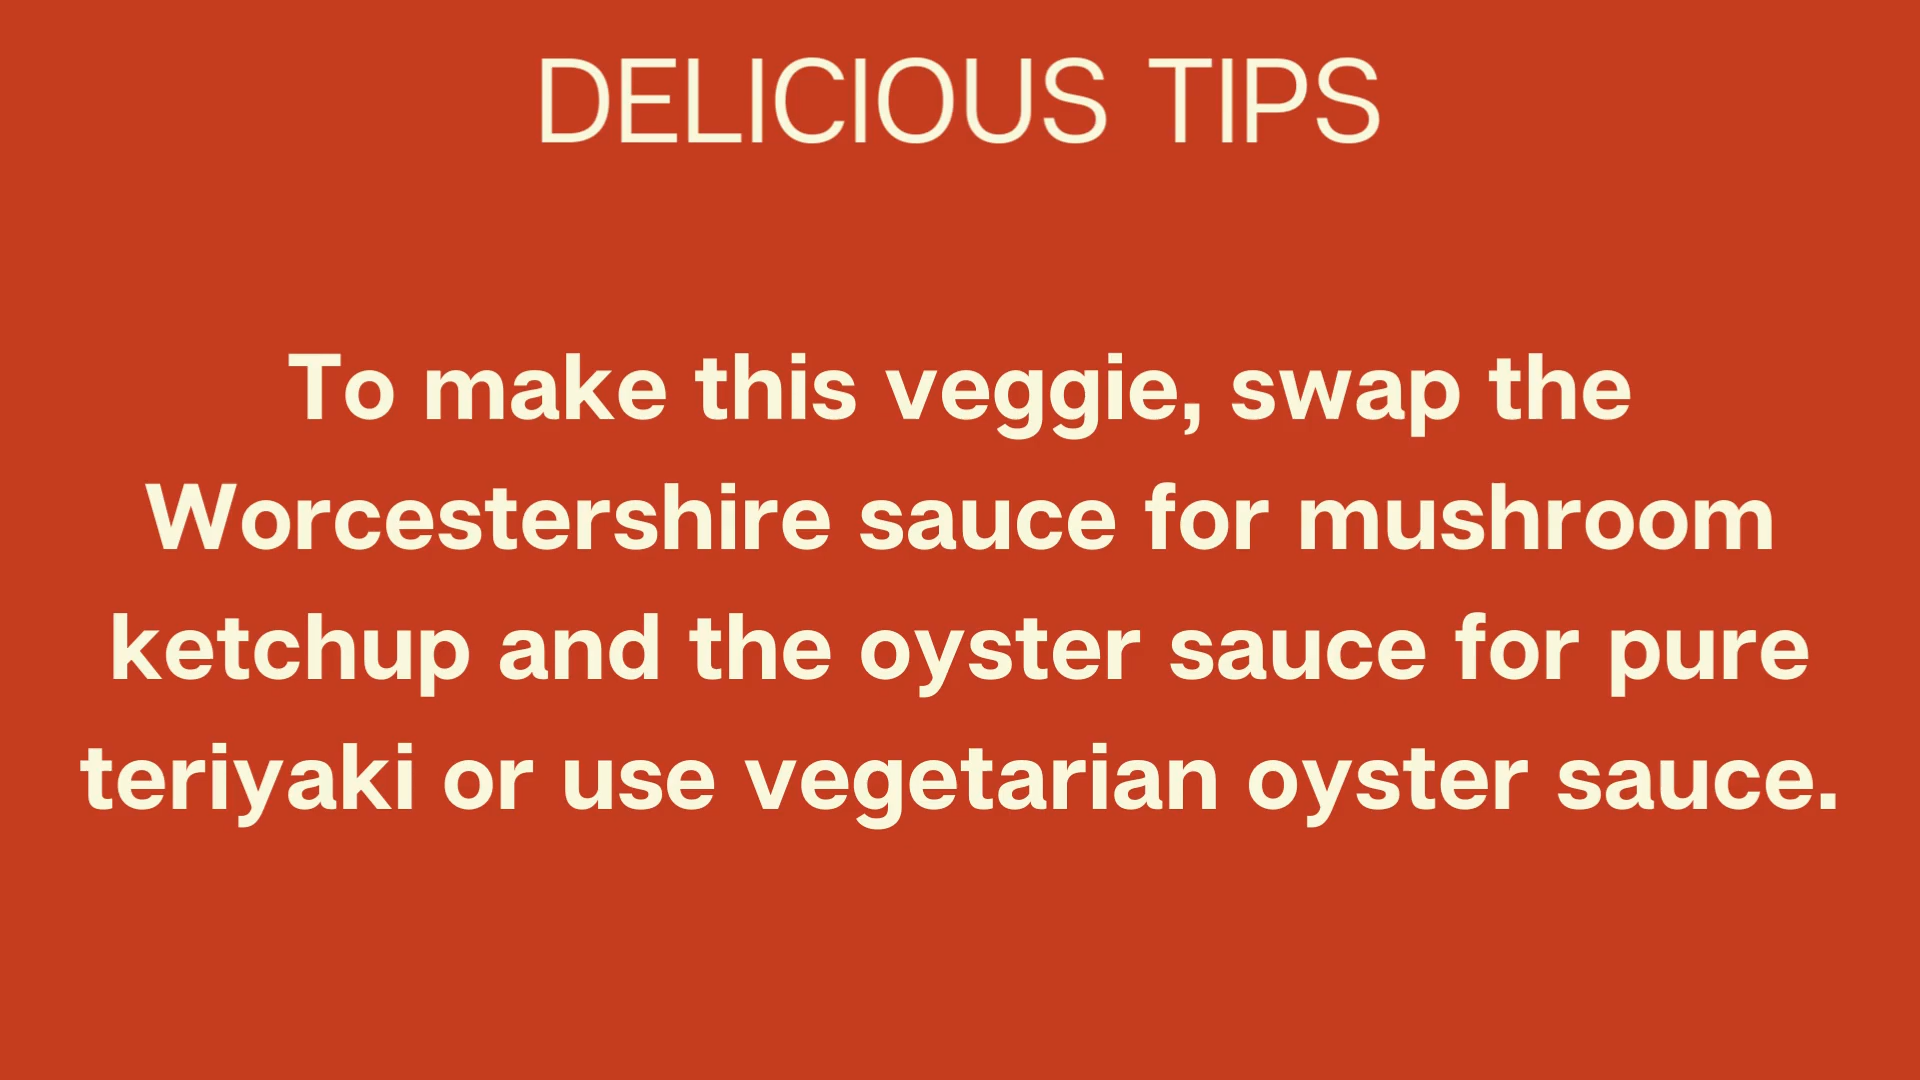 DELICIOUS TIPS
To make this veggie, swap the
Worcestershire sauce for mushroom
ketchup and the oyster sauce for pure
teriyaki or use vegetarian oyster sauce.